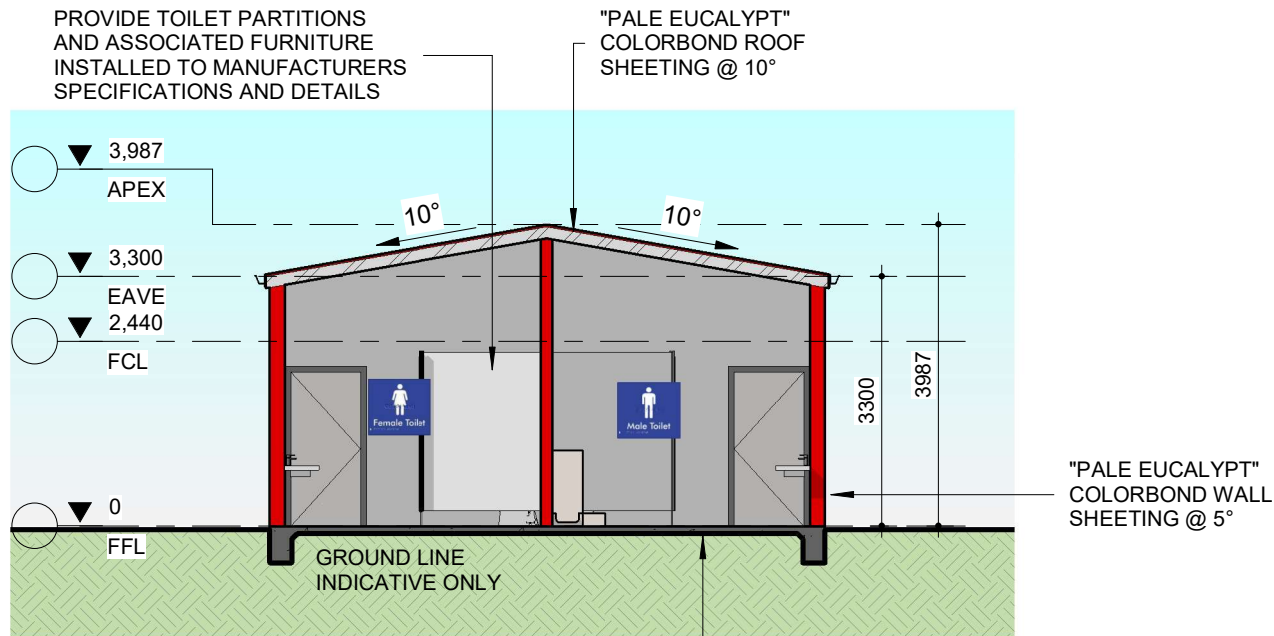 PROVIDE TOILET PARTITIONS
AND ASSOCIATED FURNITURE
INSTALLED TO MANUFACTURERS
SPECIFICATIONS AND DETAILS
"PALE EUCALYPT"
COLORBOND ROOF
SHEETING @ 10°
3,987
APEX
10°
10°
3,300
EAVE
2,440
FCL
Female Toilet
Male Toilet
3300
3987
"PALE EUCALYPT"
COLORBOND WALL
SHEETING @ 5°
0
FFL
GROUND LINE
INDICATIVE ONLY